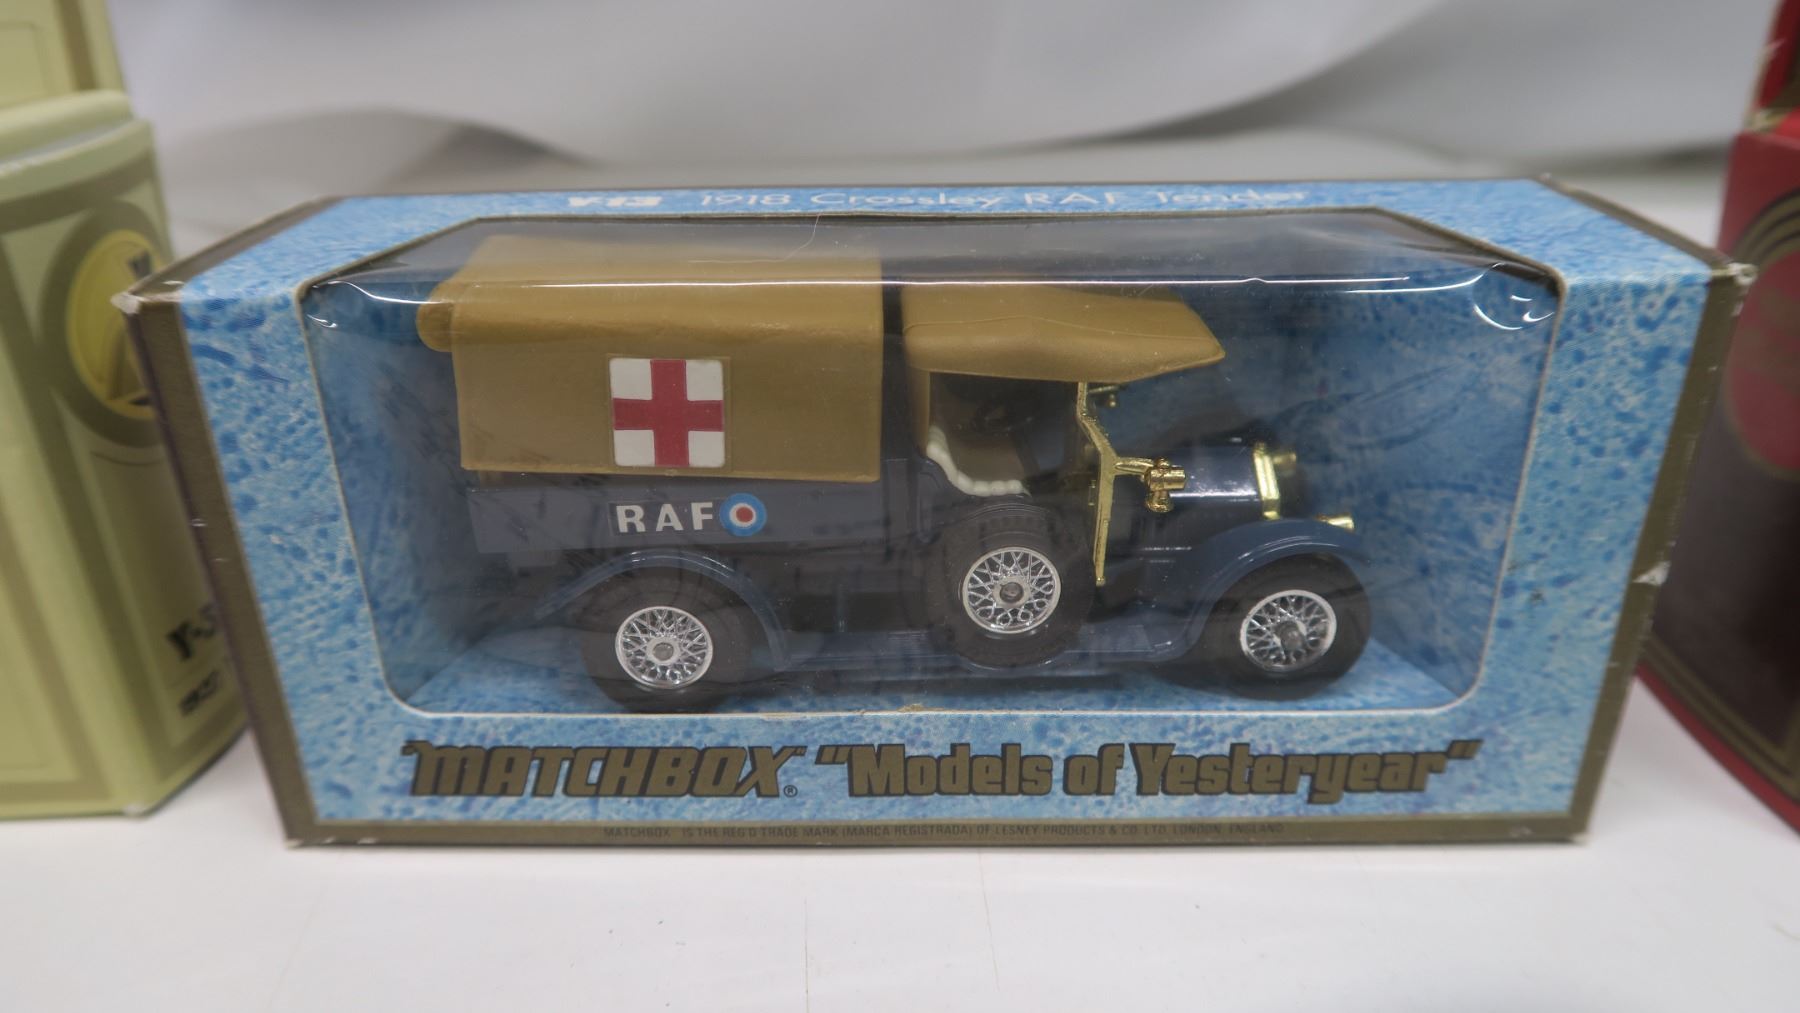 Y-13 1918 Crossley RAF Tender
RAF
"MATCHBOX"® "Models of Yesteryear"
MATCHBOX IS THE REG'D TRADE MARK (MARCA REGISTRADA) OF LESNEY PRODUCTS & CO. LTD. LONDON, ENGLAND